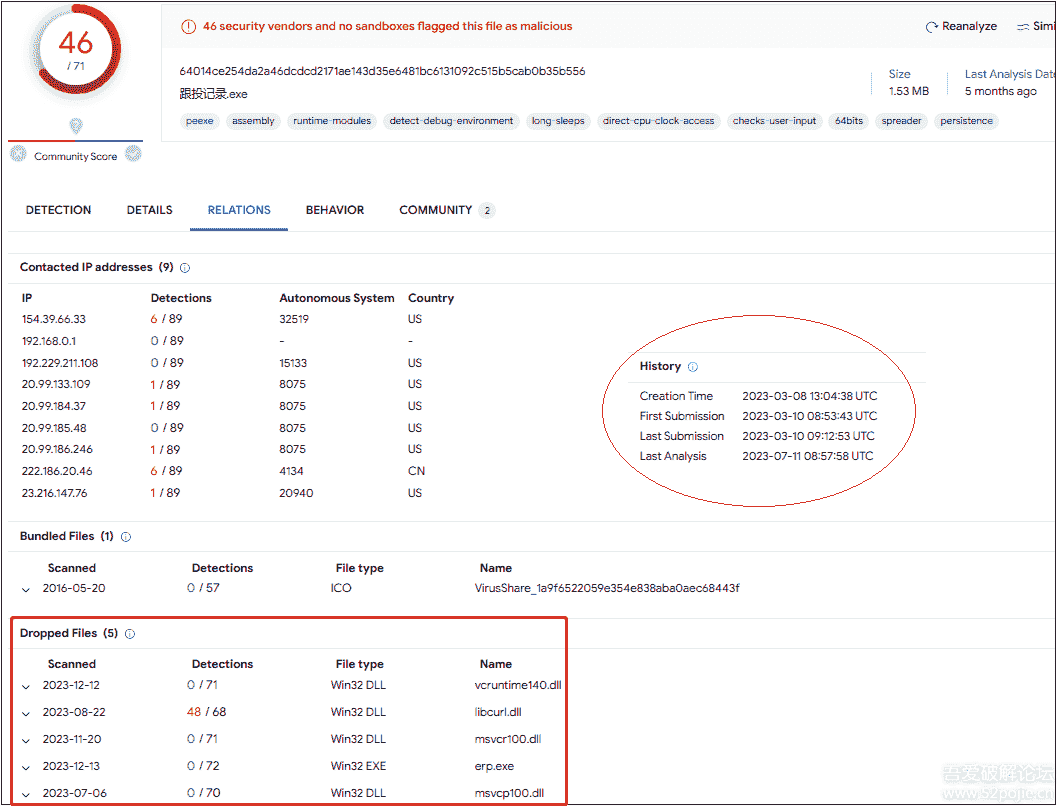 46
/ 71
Community Score
46 security vendors and no sandboxes flagged this file as malicious
Reanalyze
Simi
64014ce254da2a46dcdcd2171ae143d35e6481bc6131092c515b5cab0b35b556
跟投记录.exe
Size
1.53 MB
Last Analysis Date
5 months ago
peexe assembly runtime-modules detect-debug-environment long-sleeps direct-cpu-clock-access checks-user-input 64bits spreader persistence
DETECTION DETAILS RELATIONS BEHAVIOR COMMUNITY 2
Contacted IP addresses (9)
IP Detections Autonomous System Country
154.39.66.33 6 / 89 32519 US
192.168.0.1 0 / 89 - -
192.229.211.108 0 / 89 15133 US
20.99.133.109 1 / 89 8075 US
20.99.184.37 1 / 89 8075 US
20.99.185.48 0 / 89 8075 US
20.99.186.246 1 / 89 8075 US
222.186.20.46 6 / 89 4134 CN
23.216.147.76 1 / 89 20940 US
History
Creation Time 2023-03-08 13:04:38 UTC
First Submission 2023-03-10 08:53:43 UTC
Last Submission 2023-03-10 09:12:53 UTC
Last Analysis 2023-07-11 08:57:58 UTC
Bundled Files (1)
Scanned Detections File type Name
2016-05-20 0 / 57 ICO VirusShare_1a9f6522059e354e838aba0aec68443f
Dropped Files (5)
Scanned Detections File type Name
2023-12-12 0 / 71 Win32 DLL vcruntime140.dll
2023-08-22 48 / 68 Win32 DLL libcurl.dll
2023-11-20 0 / 71 Win32 DLL msvcr100.dll
2023-12-13 0 / 72 Win32 EXE erp.exe
2023-07-06 0 / 70 Win32 DLL msvcp100.dll
吾爱破解论坛
www.52pojie.cn